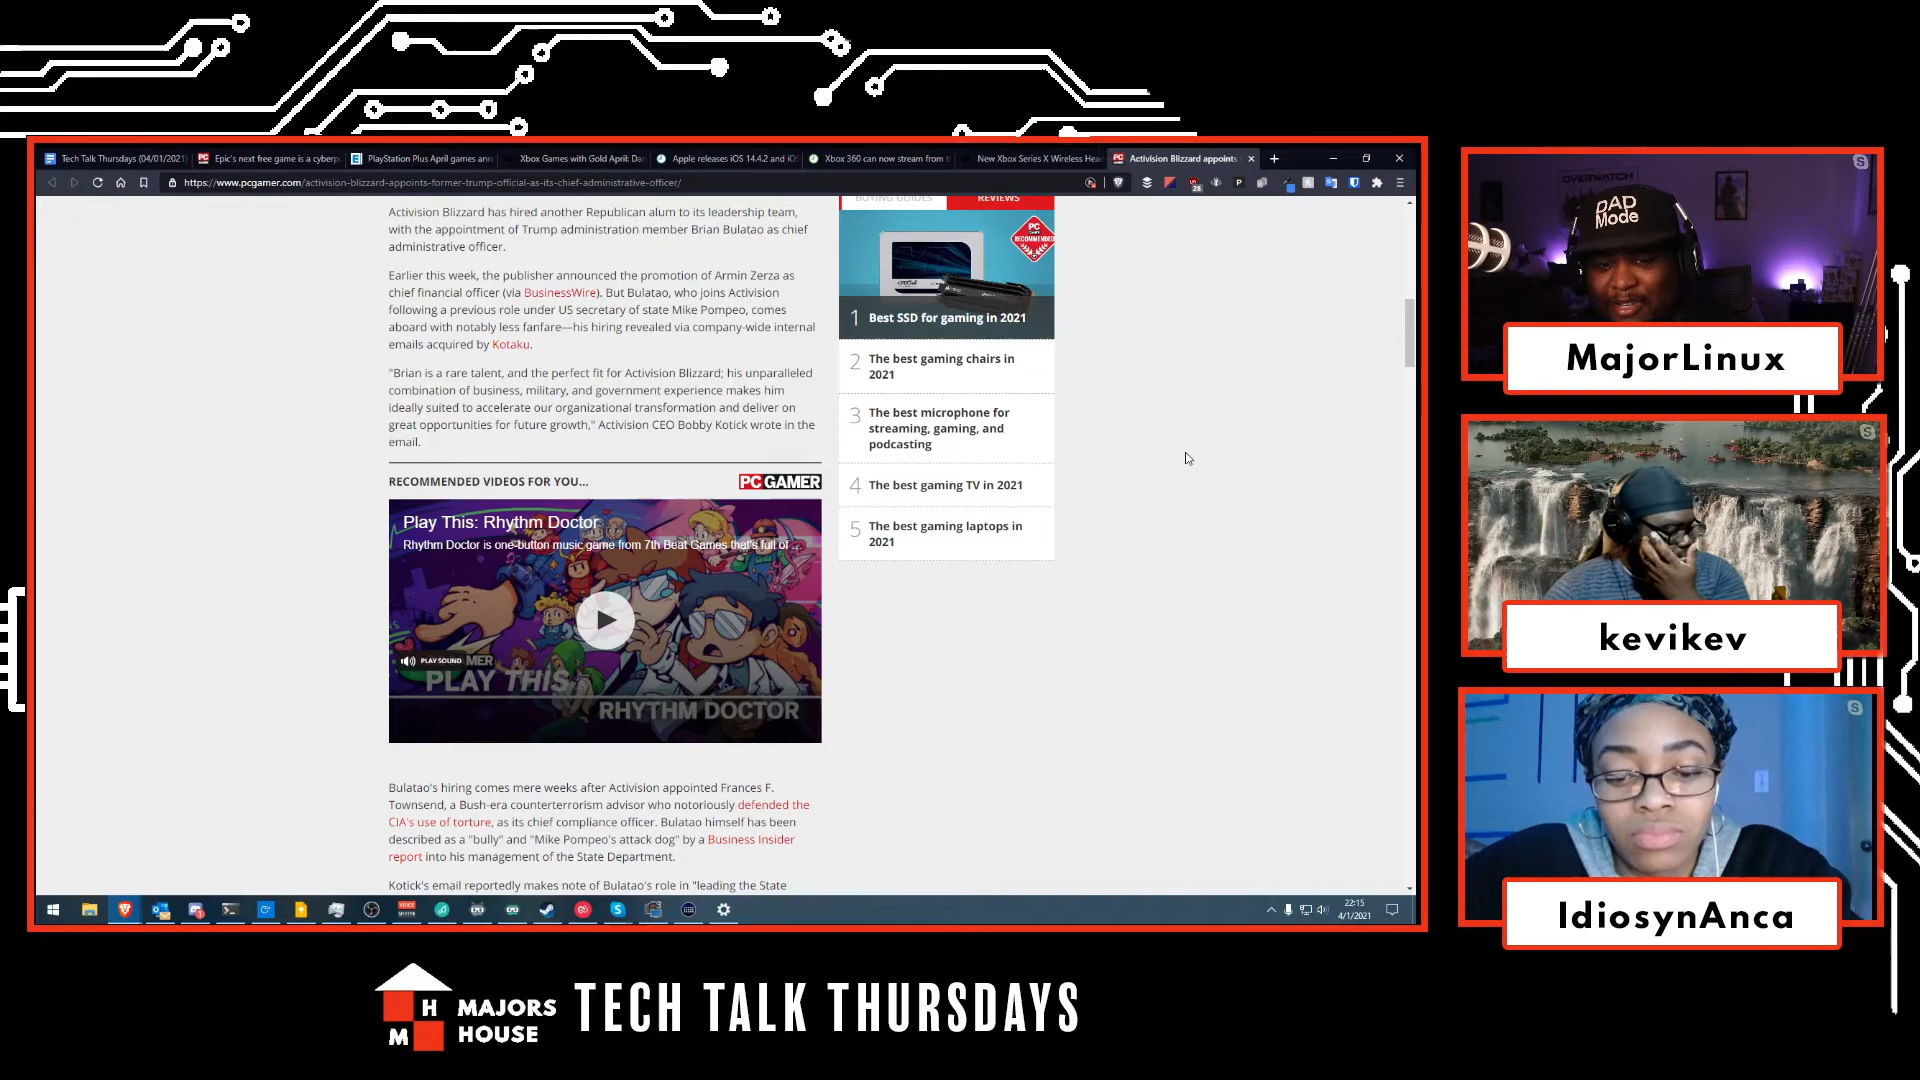 Tech Talk Thursdays (04/01/2021)
Epic's next free game is a cyberpu
PlayStation Plus April games ann
Xbox Games with Gold April: Da
Apple releases iOS 14.4.2 and iO
Xbox 360 can now stream from t
New Xbox Series X Wireless Hea
Activision Blizzard appoints
https://www.pcgamer.com/activision-blizzard-appoints-former-trump-official-as-its-chief-administrative-officer/
28
Activision Blizzard has hired another Republican alum to its leadership team,
with the appointment of Trump administration member Brian Bulatao as chief
administrative officer.
Earlier this week, the publisher announced the promotion of Armin Zerza as
chief financial officer (via BusinessWire). But Bulatao, who joins Activision
following a previous role under US secretary of state Mike Pompeo, comes
aboard with notably less fanfare—his hiring revealed via company-wide internal
emails acquired by Kotaku.
"Brian is a rare talent, and the perfect fit for Activision Blizzard; his unparalleled
combination of business, military, and government experience makes him
ideally suited to accelerate our organizational transformation and deliver on
great opportunities for future growth," Activision CEO Bobby Kotick wrote in the
email.
RECOMMENDED VIDEOS FOR YOU...
PC GAMER
Play This: Rhythm Doctor
Rhythm Doctor is one-button music game from 7th Beat Games that's full of ...
PLAY SOUND
MER
PLAY THIS
RHYTHM DOCTOR
Bulatao's hiring comes mere weeks after Activision appointed Frances F.
Townsend, a Bush-era counterterrorism advisor who notoriously defended the
CIA's use of torture, as its chief compliance officer. Bulatao himself has been
described as a "bully" and "Mike Pompeo's attack dog" by a Business Insider
report into his management of the State Department.
Kotick's email reportedly makes note of Bulatao's role in "leading the State
BUYING GUIDES
REVIEWS
PC GAMER
RECOMMENDED
1 Best SSD for gaming in 2021
2 The best gaming chairs in
2021
3 The best microphone for
streaming, gaming, and
podcasting
4 The best gaming TV in 2021
5 The best gaming laptops in
2021
22:15
4/1/2021
OVERWATCH
DAD
Mode
MajorLinux
kevikev
IdiosynAnca
H
M
MAJORS
HOUSE
TECH TALK THURSDAYS